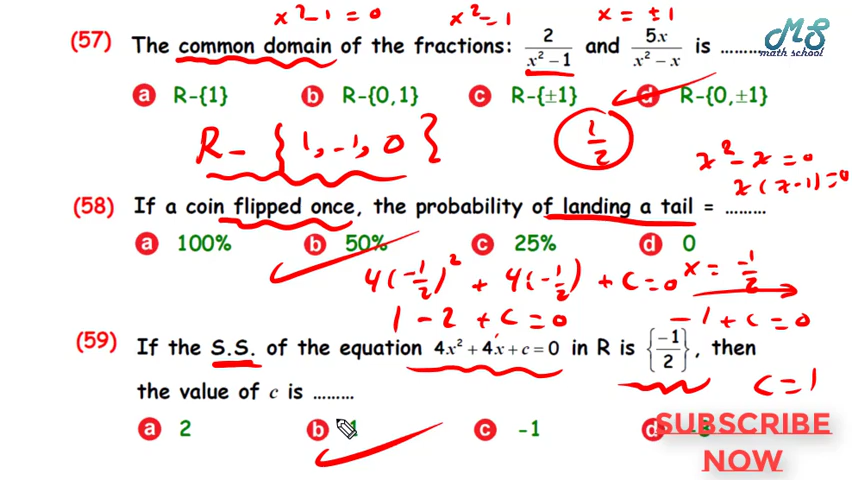 x² - 1 = 0 x² - 1 x = ± 1
MS
math school
(57) The common domain of the fractions: 2/(x² - 1) and 5x/(x² - x) is ………
a R-{1} b R-{0,1} c R-{±1} d R-{0,±1}
R - { 1, -1, 0 } 1/2
x² - x = 0
x (x - 1) = 0
(58) If a coin flipped once, the probability of landing a tail = ………
a 100% b 50% c 25% d 0
4(-1/2)² + 4(-1/2) + c = 0 x = -1/2
1 - 2 + c = 0 -1 + c = 0
(59) If the S.S. of the equation 4x² + 4x + c = 0 in R is {-1/2}, then
c = 1
the value of c is ………
a 2 b c -1 d
SUBSCRIBE
NOW